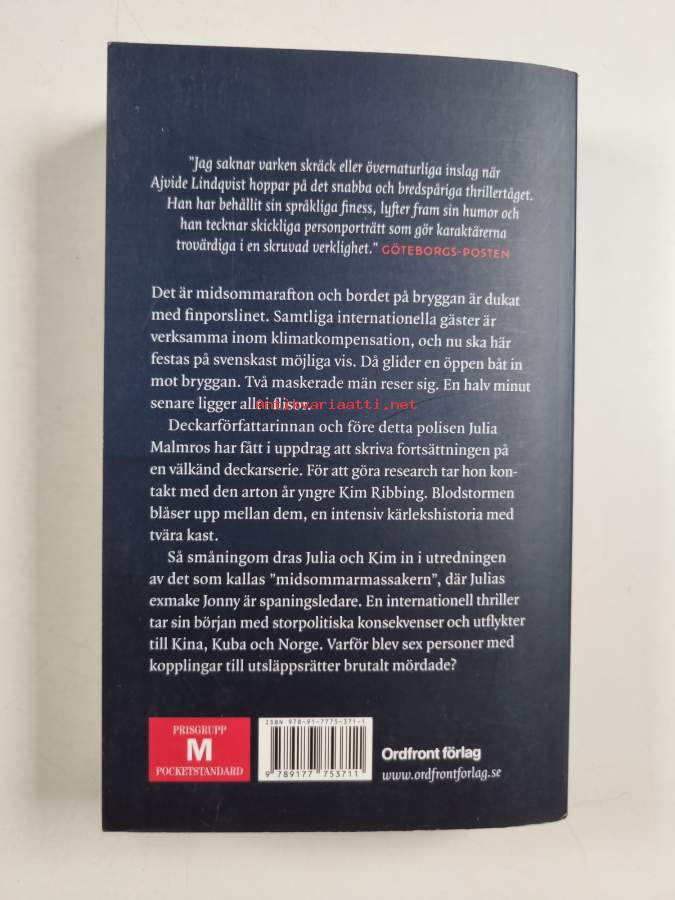 "Jag saknar varken skräck eller övernaturliga inslag när
Ajvide Lindqvist hoppar på det snabba och bredspåriga thrillertåget.
Han har behållit sin språkliga finess, lyfter fram sin humor och
han tecknar skickliga personporträtt som gör karaktärerna
trovärdiga i en skruvad verklighet." GÖTEBORGS-POSTEN
Det är midsommarafton och bordet på bryggan är dukat
med finporslinet. Samtliga internationella gäster är
verksamma inom klimatkompensation, och nu ska här
festas på svenskast möjliga vis. Då glider en öppen båt in
mot bryggan. Två maskerade män reser sig. En halv minut
senare ligger allt i flisor.
antikvariaatti.net
Deckarförfattarinnan och före detta polisen Julia
Malmros har fått i uppdrag att skriva fortsättningen på
en välkänd deckarserie. För att göra research tar hon kon-
takt med den arton år yngre Kim Ribbing. Blodstormen
blåser upp mellan dem, en intensiv kärlekshistoria med
tvära kast.
Så småningom dras Julia och Kim in i utredningen
av det som kallas "midsommarmassakern", där Julias
exmake Jonny är spaningsledare. En internationell thriller
tar sin början med storpolitiska konsekvenser och utflykter
till Kina, Kuba och Norge. Varför blev sex personer med
kopplingar till utsläppsrätter brutalt mördade?
PRISGRUPP
M
POCKETSTANDARD
ISBN 978-91-7775-371-1
9 789177 753711
Ordfront förlag
www.ordfrontforlag.se